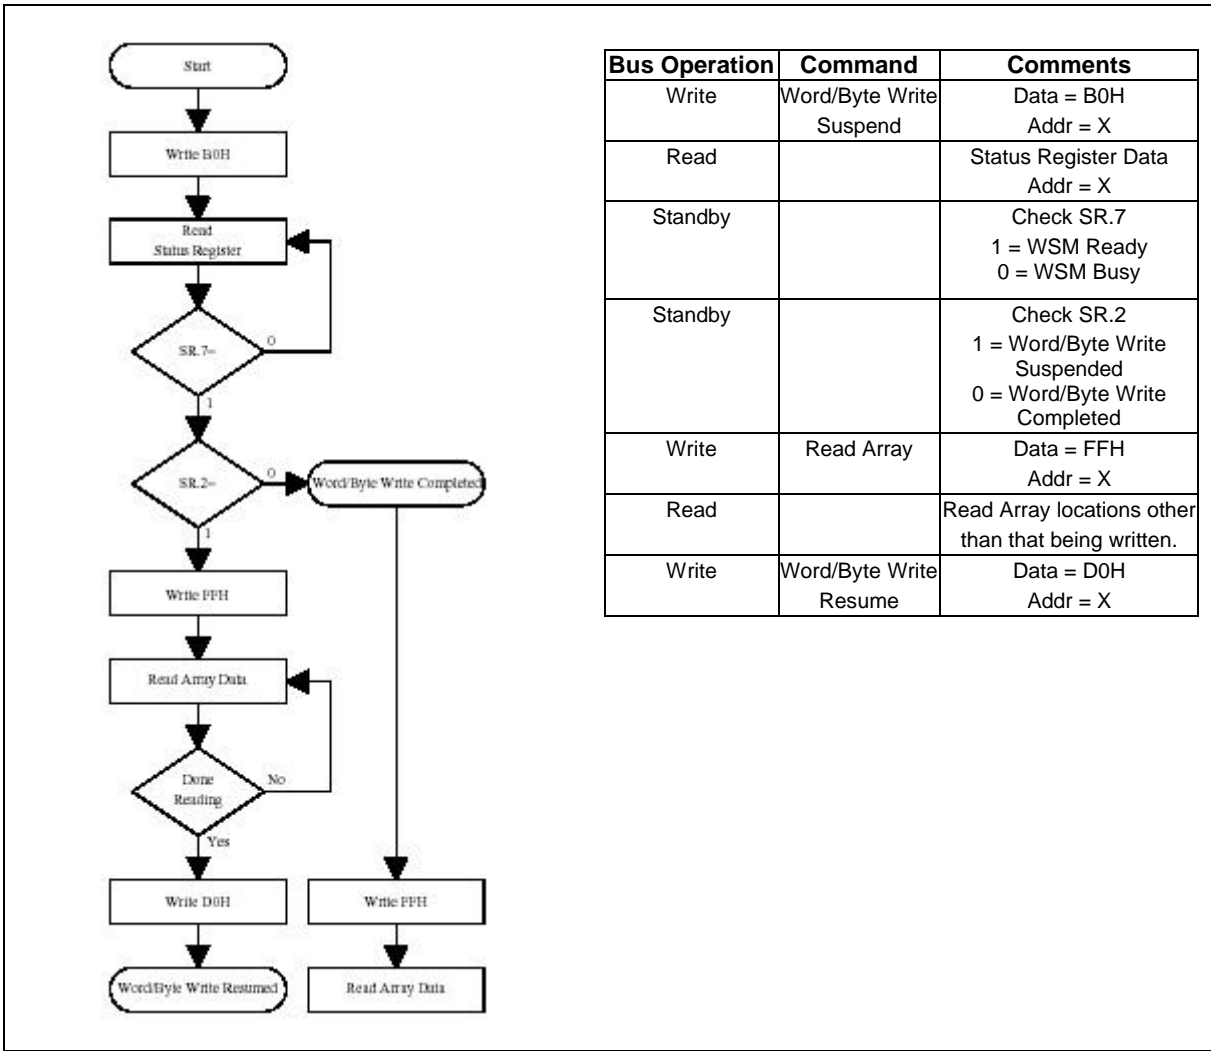 Start
Write B0H
Read
Status Register
SR.7=
0
1
SR.2=
0
Word/Byte Write Completed
1
Write FFH
Read Array Data
Done
Reading
No
Yes
Write D0H
Write FFH
Word/Byte Write Resumed
Read Array Data
Bus Operation Command Comments
Write Word/Byte Write Data = B0H
Suspend Addr = X
Read Status Register Data
Addr = X
Standby Check SR.7
1 = WSM Ready
0 = WSM Busy
Standby Check SR.2
1 = Word/Byte Write
Suspended
0 = Word/Byte Write
Completed
Write Read Array Data = FFH
Addr = X
Read Read Array locations other
than that being written.
Write Word/Byte Write Data = D0H
Resume Addr = X